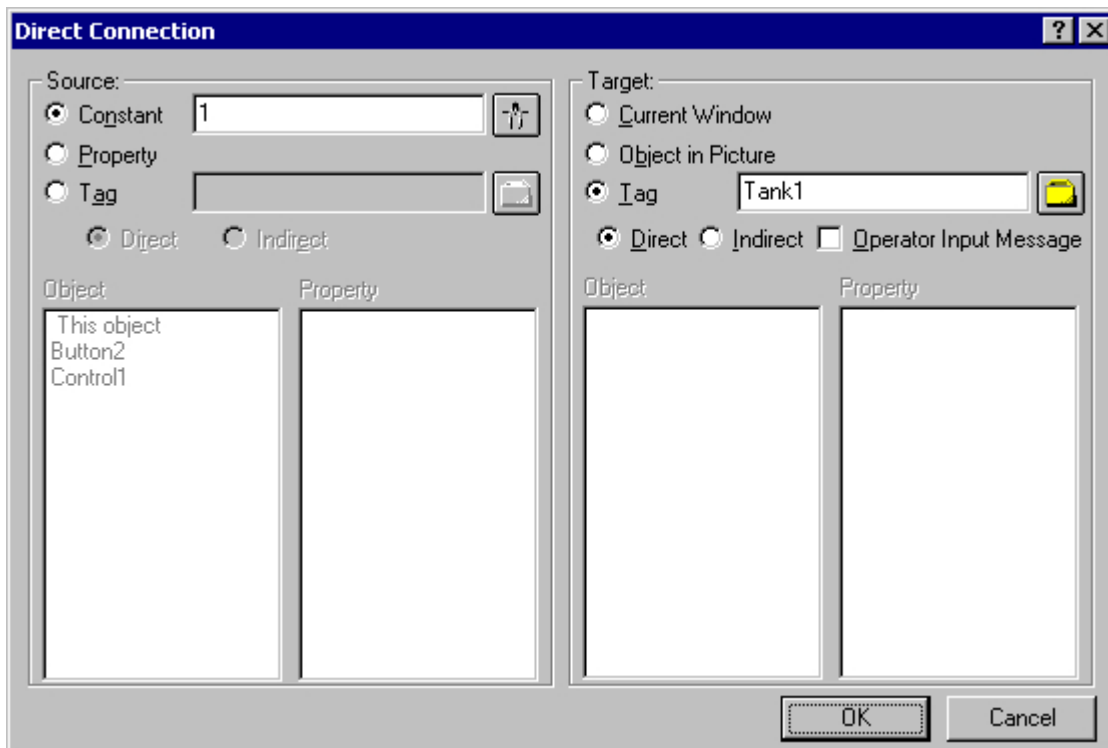 Direct Connection
Source:
Constant 1
Property
Tag
Direct Indirect
Object Property
This object
Button2
Control1
Target:
Current Window
Object in Picture
Tag Tank1
Direct Indirect Operator Input Message
Object Property
OK Cancel